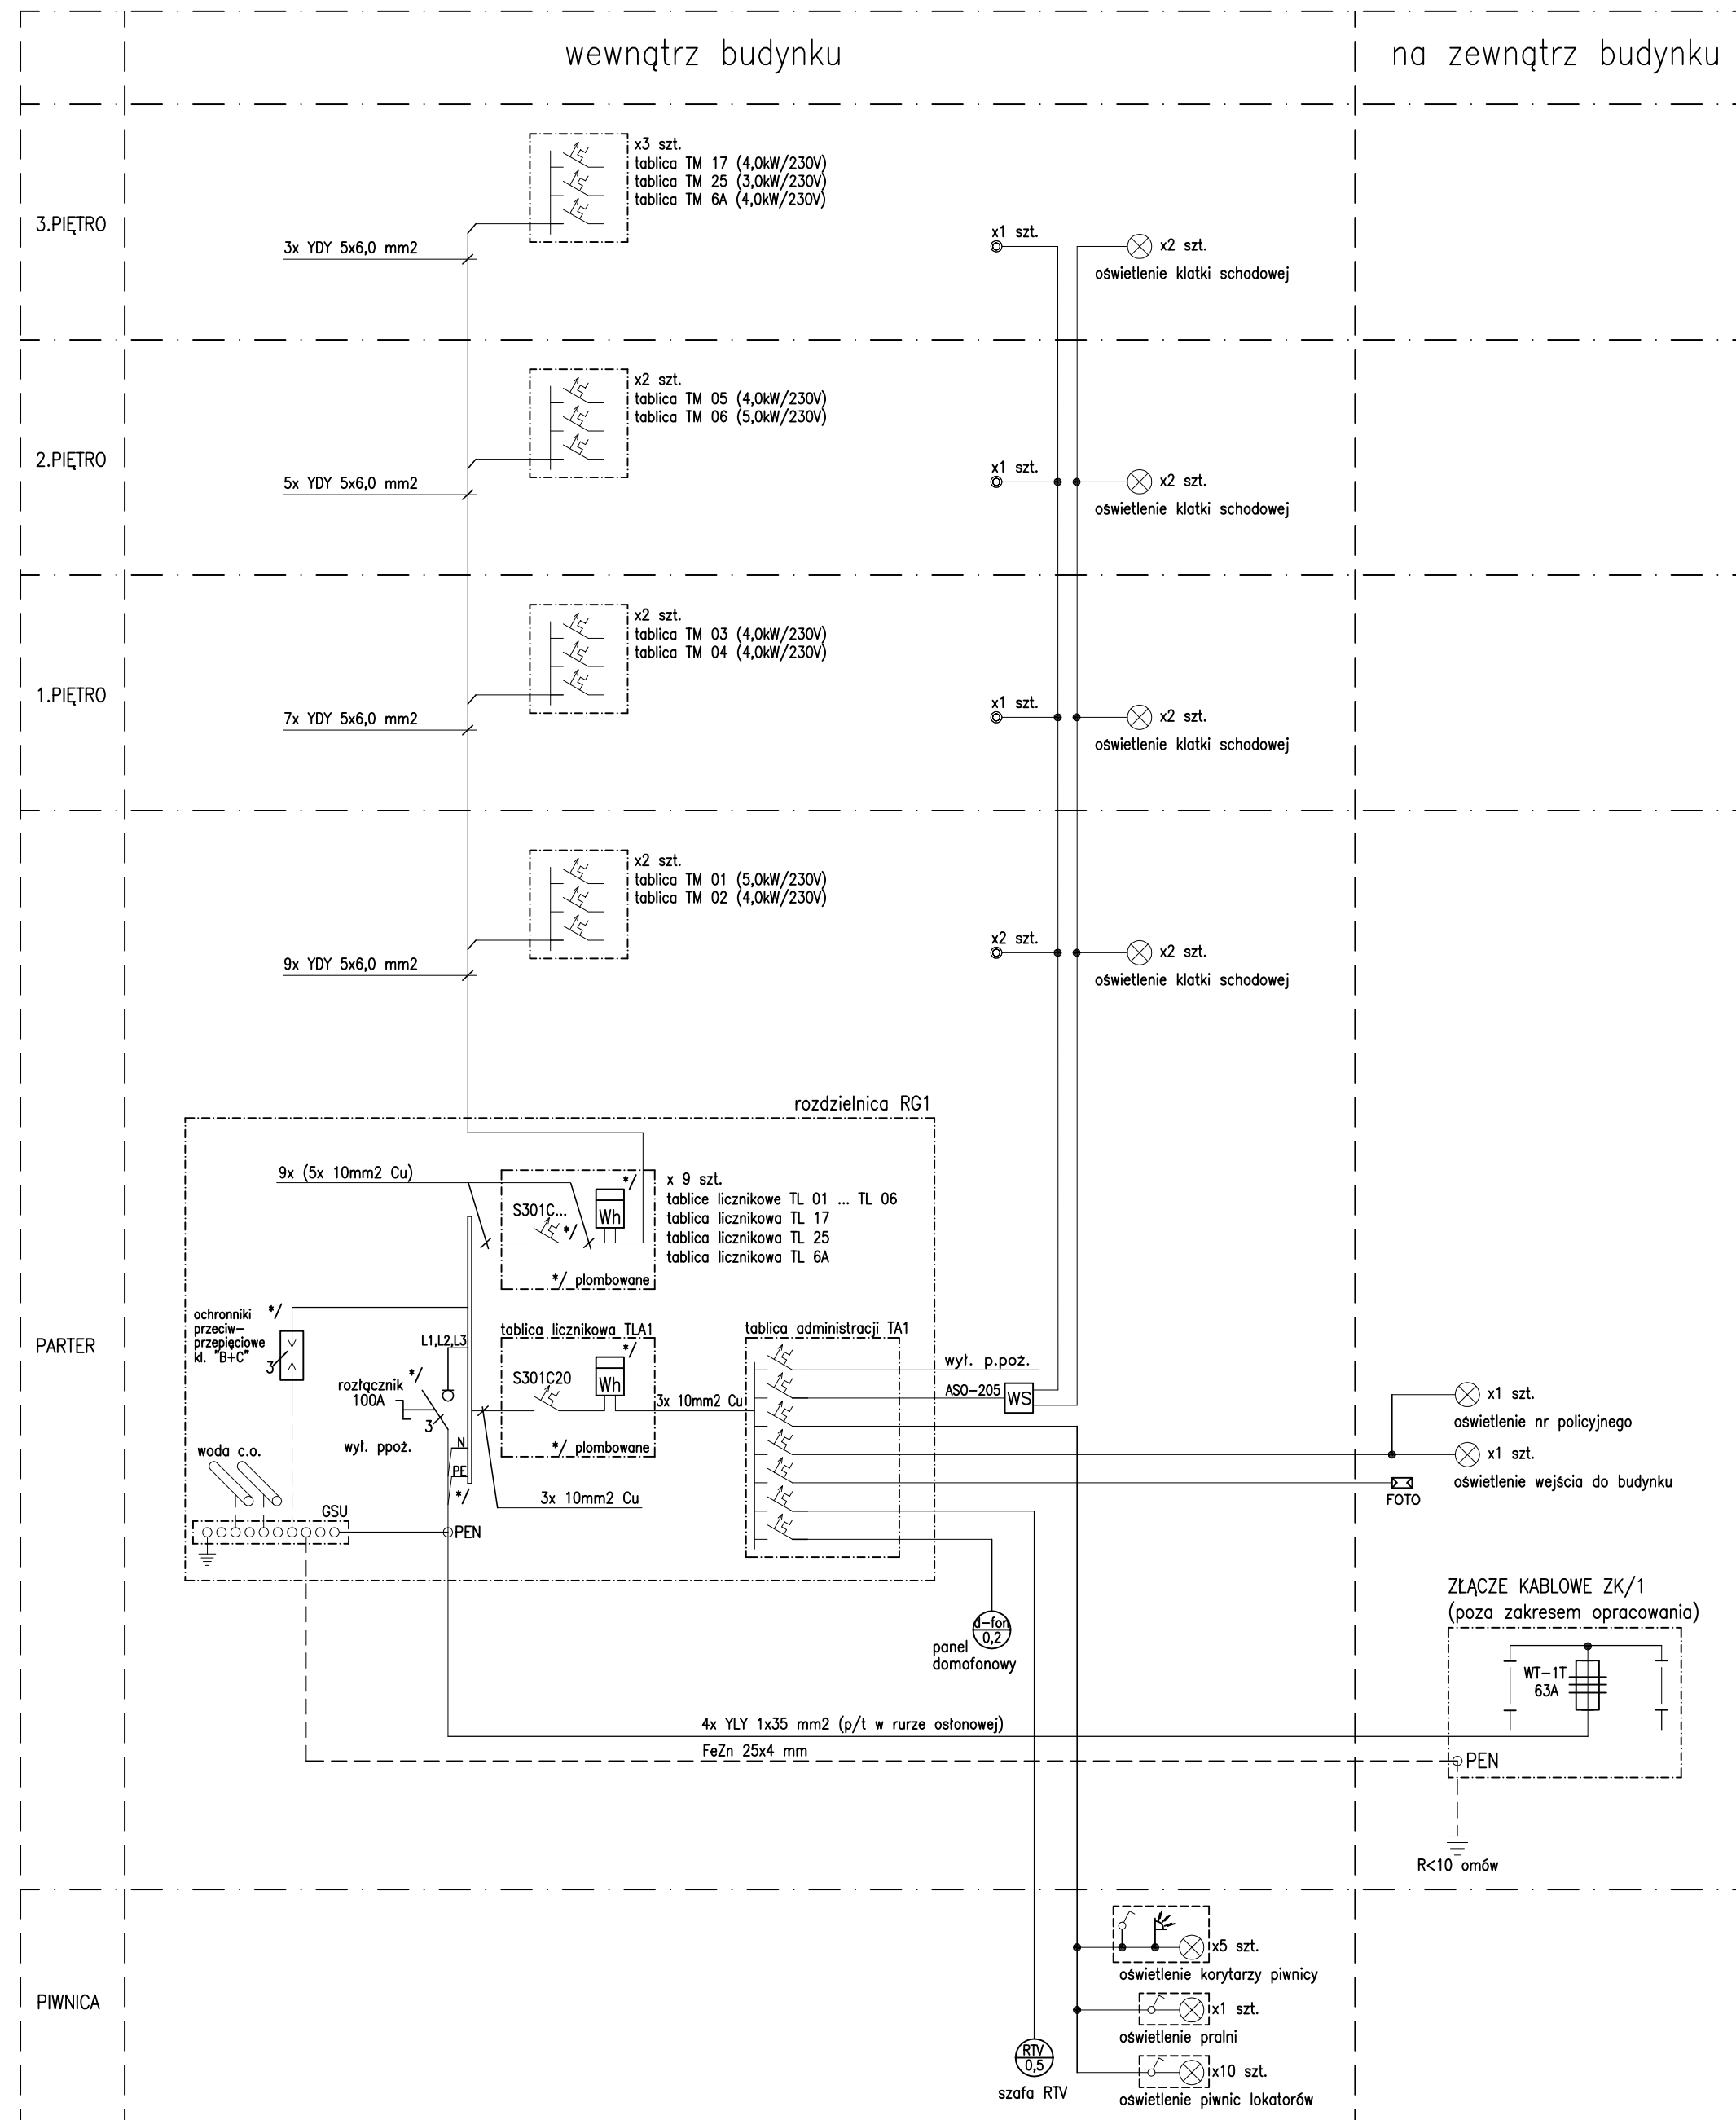 wewnątrz budynku
na zewnątrz budynku
3.PIĘTRO
x3 szt.
tablica TM 17 (4,0kW/230V)
tablica TM 25 (3,0kW/230V)
tablica TM 6A (4,0kW/230V)
3x YDY 5x6,0 mm2
x1 szt.
x2 szt.
oświetlenie klatki schodowej
2.PIĘTRO
x2 szt.
tablica TM 05 (4,0kW/230V)
tablica TM 06 (5,0kW/230V)
5x YDY 5x6,0 mm2
x1 szt.
x2 szt.
oświetlenie klatki schodowej
1.PIĘTRO
x2 szt.
tablica TM 03 (4,0kW/230V)
tablica TM 04 (4,0kW/230V)
7x YDY 5x6,0 mm2
x1 szt.
x2 szt.
oświetlenie klatki schodowej
x2 szt.
tablica TM 01 (5,0kW/230V)
tablica TM 02 (4,0kW/230V)
9x YDY 5x6,0 mm2
x2 szt.
x2 szt.
oświetlenie klatki schodowej
PARTER
rozdzielnica RG1
9x (5x 10mm2 Cu)
S301C...
*/
*/
Wh
*/ plombowane
x 9 szt.
tablice licznikowe TL 01 ... TL 06
tablica licznikowa TL 17
tablica licznikowa TL 25
tablica licznikowa TL 6A
ochronniki
przeciw-
przepięciowe
kl. "B+C"
*/
3
L1,L2,L3
rozłącznik
100A
*/
3
wył. ppoż.
N
PE
*/
tablica licznikowa TLA1
S301C20
*/
Wh
*/ plombowane
3x 10mm2 Cu
3x 10mm2 Cu
tablica administracji TA1
wył. p.poż.
ASO-205
WS
woda c.o.
GSU
PEN
x1 szt.
oświetlenie nr policyjnego
x1 szt.
oświetlenie wejścia do budynku
FOTO
d-fon
0,2
panel
domofonowy
ZŁĄCZE KABLOWE ZK/1
(poza zakresem opracowania)
WT-1T
63A
PEN
4x YLY 1x35 mm2 (p/t w rurze osłonowej)
FeZn 25x4 mm
R<10 omów
PIWNICA
x5 szt.
oświetlenie korytarzy piwnicy
x1 szt.
oświetlenie pralni
x10 szt.
oświetlenie piwnic lokatorów
RTV
0,5
szafa RTV